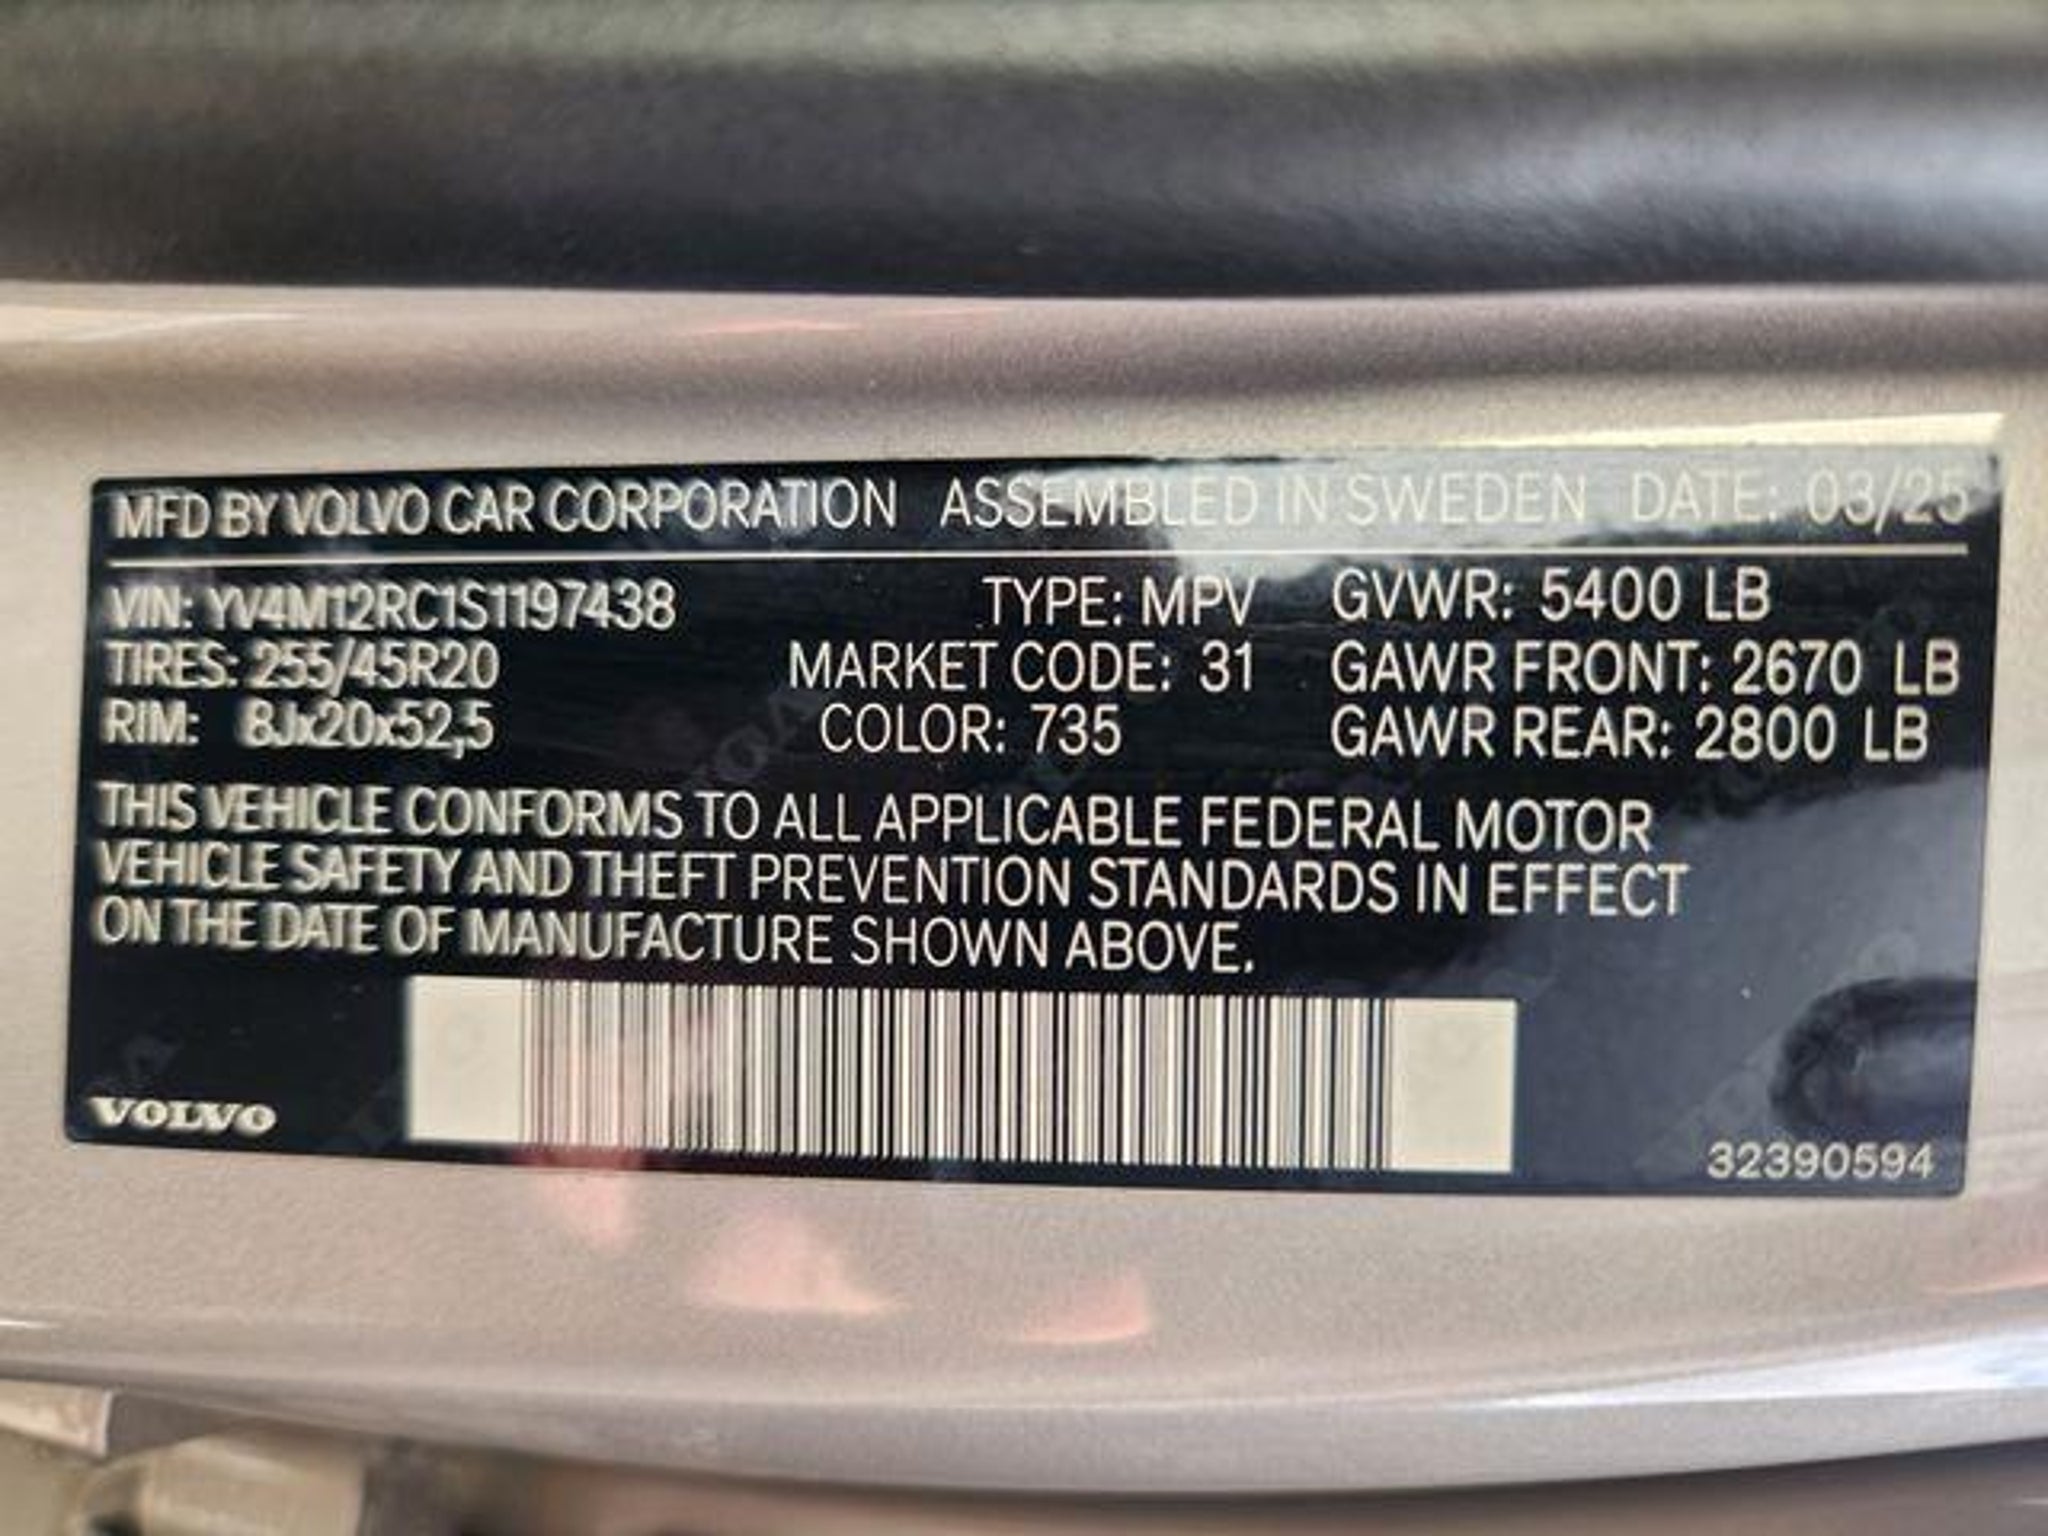 MFD BY VOLVO CAR CORPORATION ASSEMBLED IN SWEDEN DATE: 03/25
VIN: YV4M12RC1S1197438 TYPE: MPV GVWR: 5400 LB
TIRES: 255/45R20 MARKET CODE: 31 GAWR FRONT: 2670 LB
RIM: 8Jx20x52,5 COLOR: 735 GAWR REAR: 2800 LB
THIS VEHICLE CONFORMS TO ALL APPLICABLE FEDERAL MOTOR
VEHICLE SAFETY AND THEFT PREVENTION STANDARDS IN EFFECT
ON THE DATE OF MANUFACTURE SHOWN ABOVE.
VOLVO
32390594